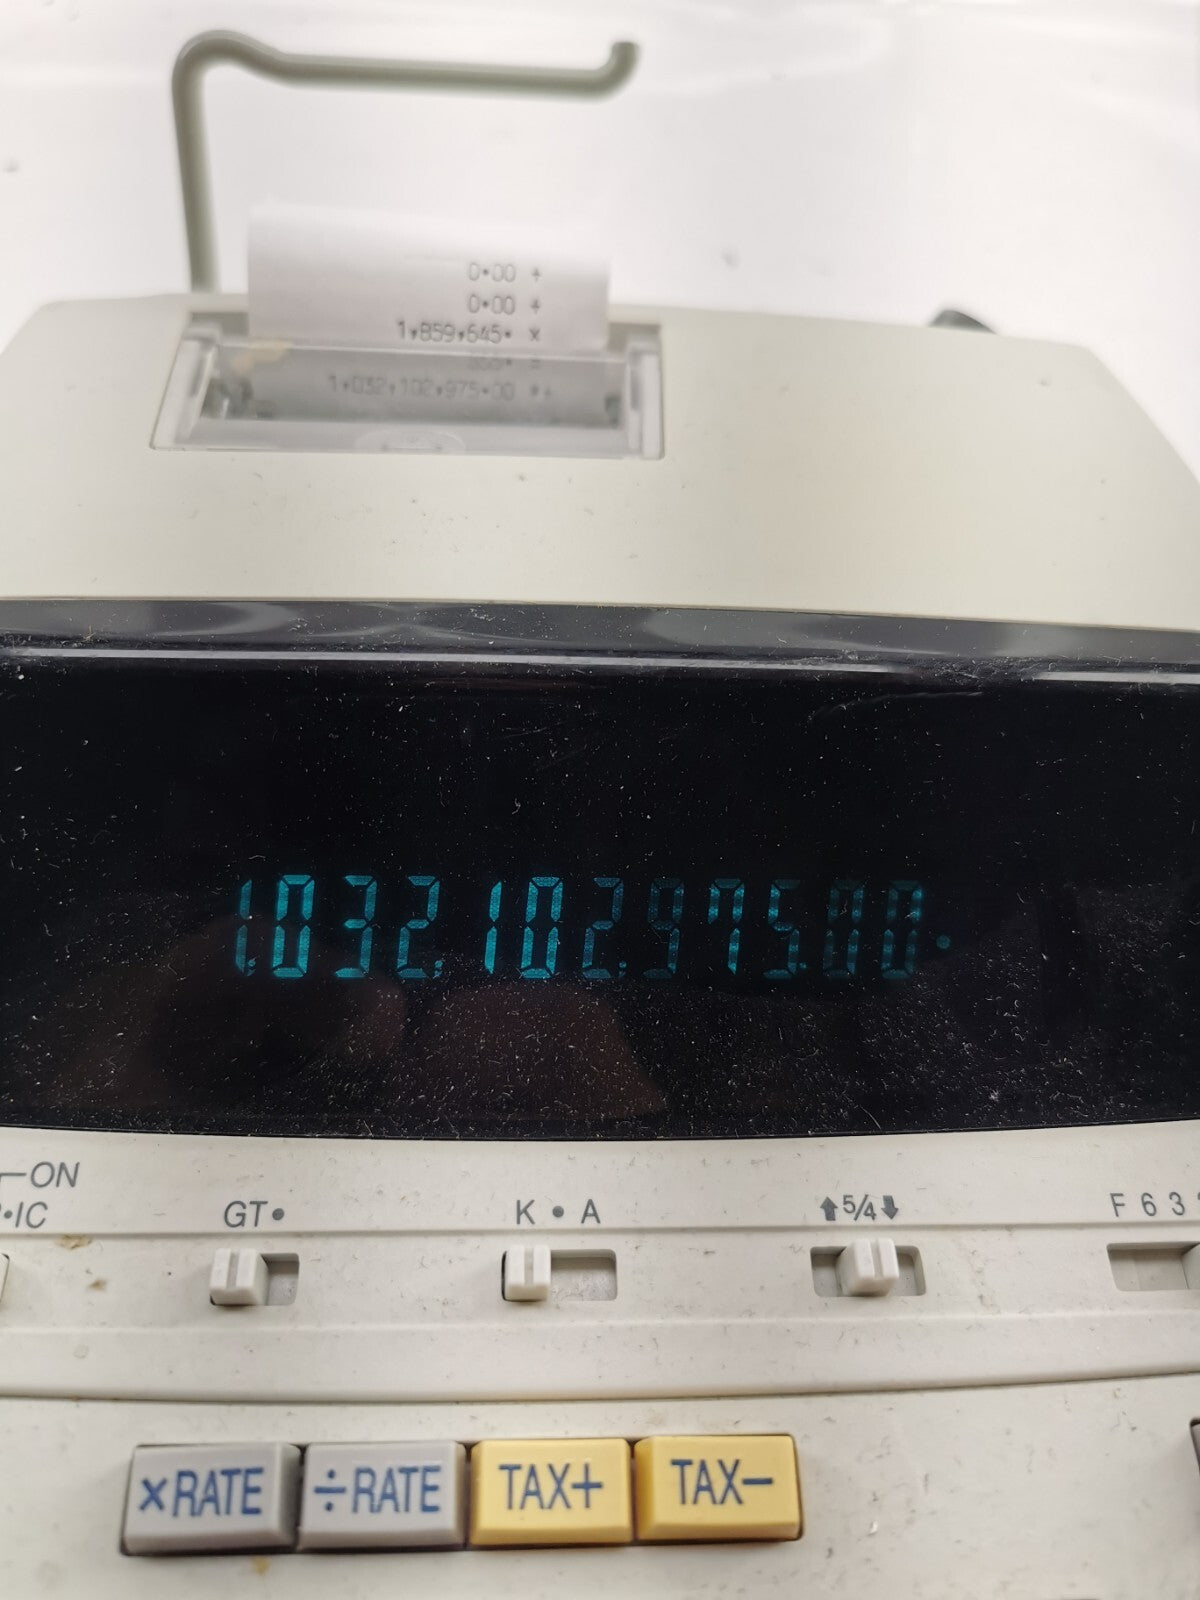 0•00 +
0•00 +
1,859,645• x
555• =
1,032,102,975•00 *+
1.032.102.975.00
ON
•IC
GT•
K • A
⬆5/4⬇
F 6 3
×RATE
÷RATE
TAX+
TAX−